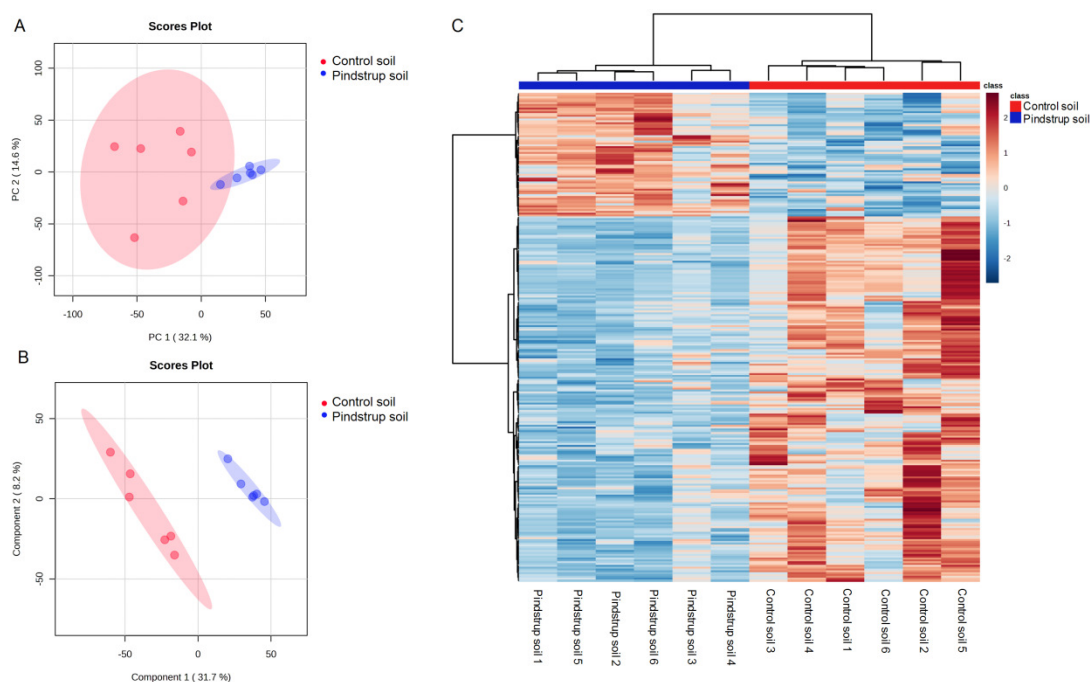 A
Scores Plot
Control soil
Pindstrup soil
PC 2 ( 14.6 %)
100
50
0
-50
-100
-100
-50
0
50
PC 1 ( 32.1 %)
B
Scores Plot
Control soil
Pindstrup soil
Component 2 ( 8.2 %)
50
0
-50
-50
0
50
Component 1 ( 31.7 %)
C
class
class
Control soil
Pindstrup soil
2
1
0
-1
-2
Pindstrup soil 1
Pindstrup soil 5
Pindstrup soil 2
Pindstrup soil 6
Pindstrup soil 3
Pindstrup soil 4
Control soil 3
Control soil 4
Control soil 1
Control soil 6
Control soil 2
Control soil 5